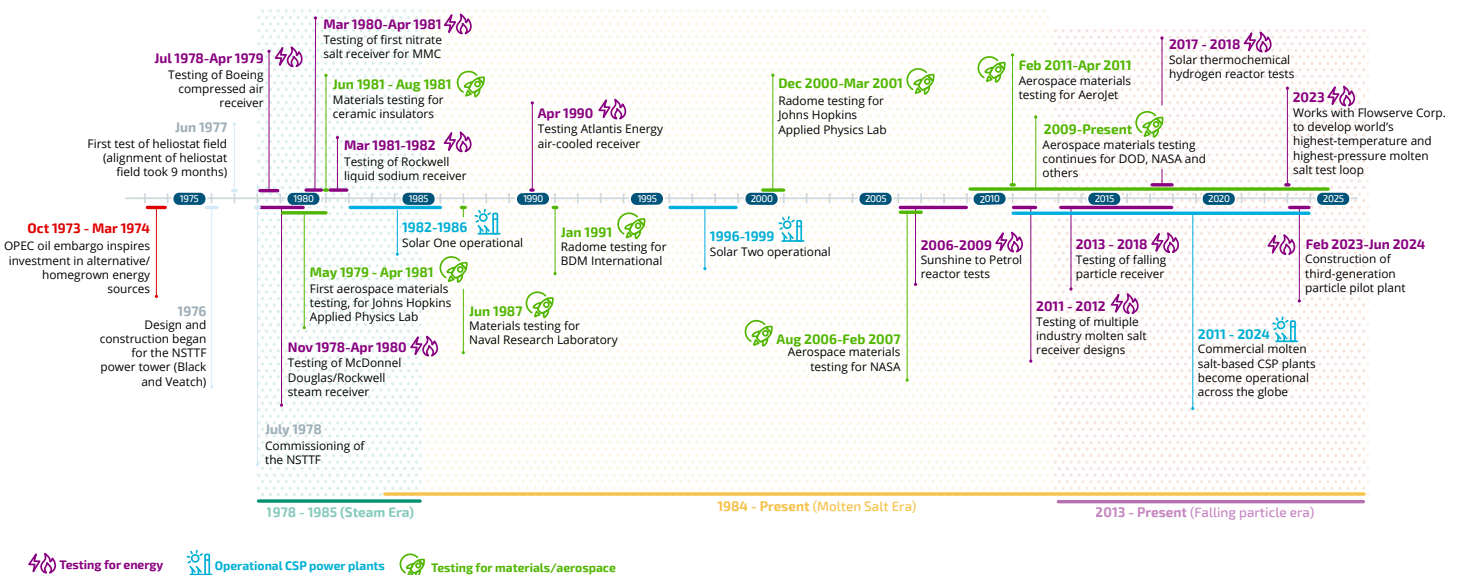 Mar 1980-Apr 1981
Testing of first nitrate
salt receiver for MMC
Jul 1978-Apr 1979
Testing of Boeing
compressed air
receiver
Jun 1981 - Aug 1981
Materials testing for
ceramic insulators
Jun 1977
First test of heliostat field
(alignment of heliostat
field took 9 months)
Mar 1981-1982
Testing of Rockwell
liquid sodium receiver
Apr 1990
Testing Atlantis Energy
air-cooled receiver
Dec 2000-Mar 2001
Radome testing for
Johns Hopkins
Applied Physics Lab
Feb 2011-Apr 2011
Aerospace materials
testing for AeroJet
2009-Present
Aerospace materials testing
continues for DOD, NASA and
others
2017 - 2018
Solar thermochemical
hydrogen reactor tests
2023
Works with Flowserve Corp.
to develop world's
highest-temperature and
highest-pressure molten
salt test loop
1975
1980
1985
1990
1995
2000
2005
2010
2015
2020
2025
Oct 1973 - Mar 1974
OPEC oil embargo inspires
investment in alternative/
homegrown energy
sources
1976
Design and
construction began
for the NSTTF
power tower (Black
and Veatch)
1982-1986
Solar One operational
May 1979 - Apr 1981
First aerospace materials
testing, for Johns Hopkins
Applied Physics Lab
Nov 1978-Apr 1980
Testing of McDonnel
Douglas/Rockwell
steam receiver
July 1978
Commissioning of
the NSTTF
Jun 1987
Materials testing for
Naval Research Laboratory
Jan 1991
Radome testing for
BDM International
1996-1999
Solar Two operational
Aug 2006-Feb 2007
Aerospace materials
testing for NASA
2006-2009
Sunshine to Petrol
reactor tests
2011 - 2012
Testing of multiple
industry molten salt
receiver designs
2013 - 2018
Testing of falling
particle receiver
2011 - 2024
Commercial molten
salt-based CSP plants
become operational
across the globe
Feb 2023-Jun 2024
Construction of
third-generation
particle pilot plant
1978 - 1985 (Steam Era)
1984 - Present (Molten Salt Era)
2013 - Present (Falling particle era)
Testing for energy
Operational CSP power plants
Testing for materials/aerospace